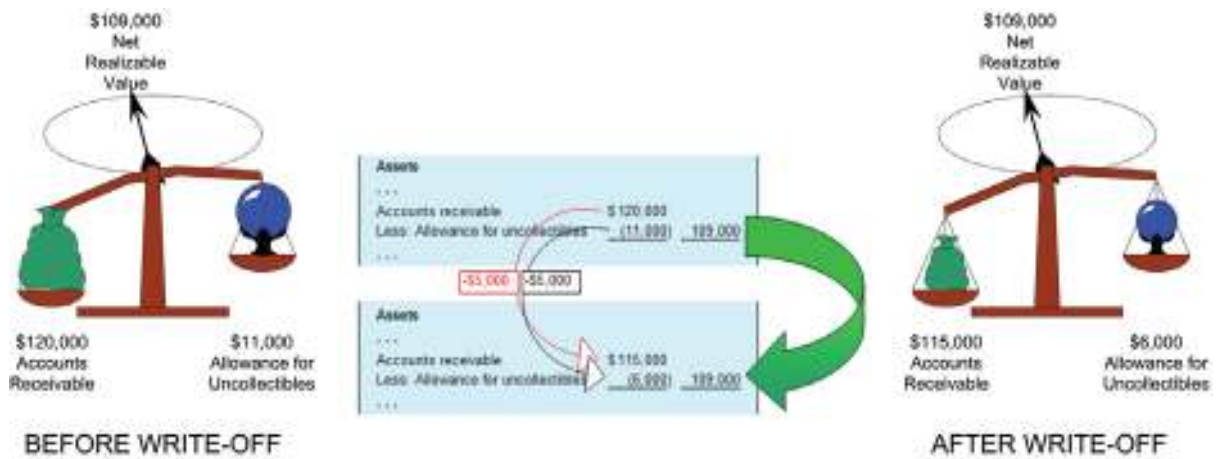 $109,000
Net
Realizable
Value
$120,000
Accounts
Receivable
$11,000
Allowance for
Uncollectibles
BEFORE WRITE-OFF
Assets
...
Accounts receivable $120,000
Less: Allowance for uncollectibles (11,000) 109,000
...
-$5,000 -$5,000
Assets
...
Accounts receivable $115,000
Less: Allowance for uncollectibles (6,000) 109,000
...
$109,000
Net
Realizable
Value
$115,000
Accounts
Receivable
$6,000
Allowance for
Uncollectibles
AFTER WRITE-OFF